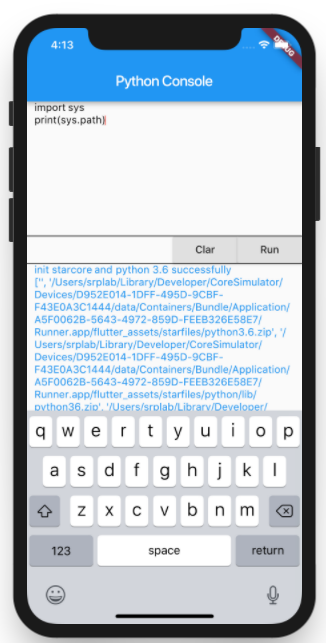 4:13
DEBUG
Python Console
import sys
print(sys.path)
Clar
Run
init starcore and python 3.6 successfully
['', '/Users/srplab/Library/Developer/CoreSimulator/
Devices/D952E014-1DFF-495D-9CBF-
F43E0A3C1444/data/Containers/Bundle/Application/
A5F0062B-5643-4972-859D-FEEB326E58E7/
Runner.app/flutter_assets/starfiles/python3.6.zip', '/
Users/srplab/Library/Developer/CoreSimulator/
Devices/D952E014-1DFF-495D-9CBF-
F43E0A3C1444/data/Containers/Bundle/Application/
A5F0062B-5643-4972-859D-FEEB326E58E7/
Runner.app/flutter_assets/starfiles/python/lib/
python36.zip', '/Users/srplab/Library/Developer/
q w e r t y u i o p
a s d f g h j k l
z x c v b n m
123 space return